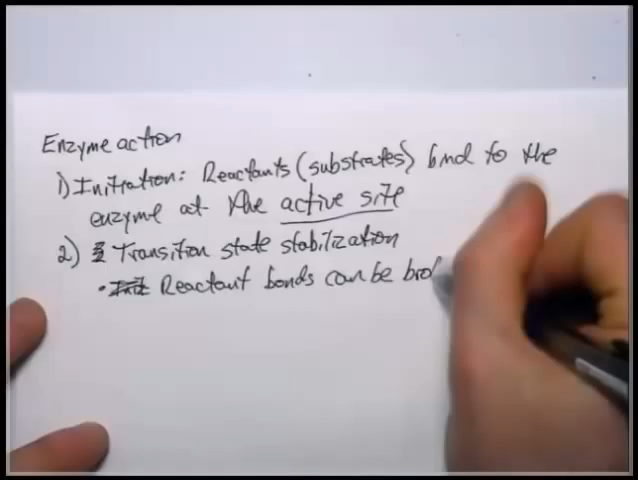 Enzyme action
1) Initiation: Reactants (substrates) bind to the
enzyme at the active site
2) Transition state stabilization
• Reactant bonds can be bro